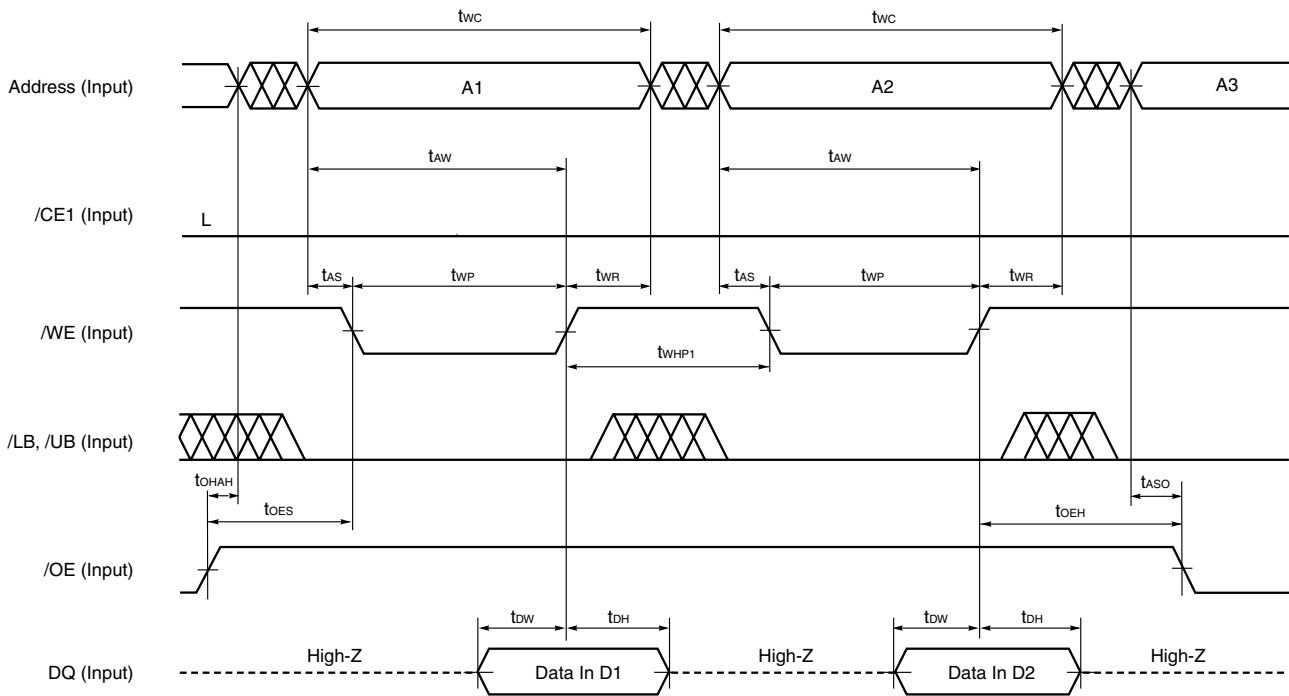 tWC tWC
Address (Input) A1 A2 A3
tAW tAW
/CE1 (Input) L
tAS tWP tWR tAS tWP tWR
/WE (Input)
tWHP1
/LB, /UB (Input)
tOHAH tASO
tOES tOEH
/OE (Input)
tDW tDH tDW tDH
DQ (Input) High-Z Data In D1 High-Z Data In D2 High-Z